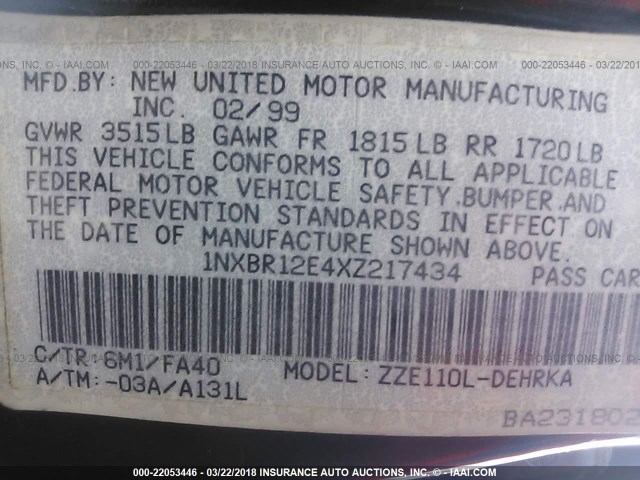 000-22053446 - 03/22/2018 INSURANCE AUTO AUCTIONS, INC. - © IAAI.COM
MFD.BY: NEW UNITED MOTOR MANUFACTURING
INC. 02/99
GVWR 3515LB GAWR FR 1815LB RR 1720LB
THIS VEHICLE CONFORMS TO ALL APPLICABLE
FEDERAL MOTOR VEHICLE SAFETY,BUMPER,AND
THEFT PREVENTION STANDARDS IN EFFECT ON
THE DATE OF MANUFACTURE SHOWN ABOVE.
1NXBR12E4XZ217434 PASS CAR
C/TR:6M1/FA40 MODEL: ZZE110L-DEHRKA
A/TM:-03A/A131L
BA231802
000-22053446 - 03/22/2018 INSURANCE AUTO AUCTIONS, INC. - © IAAI.COM